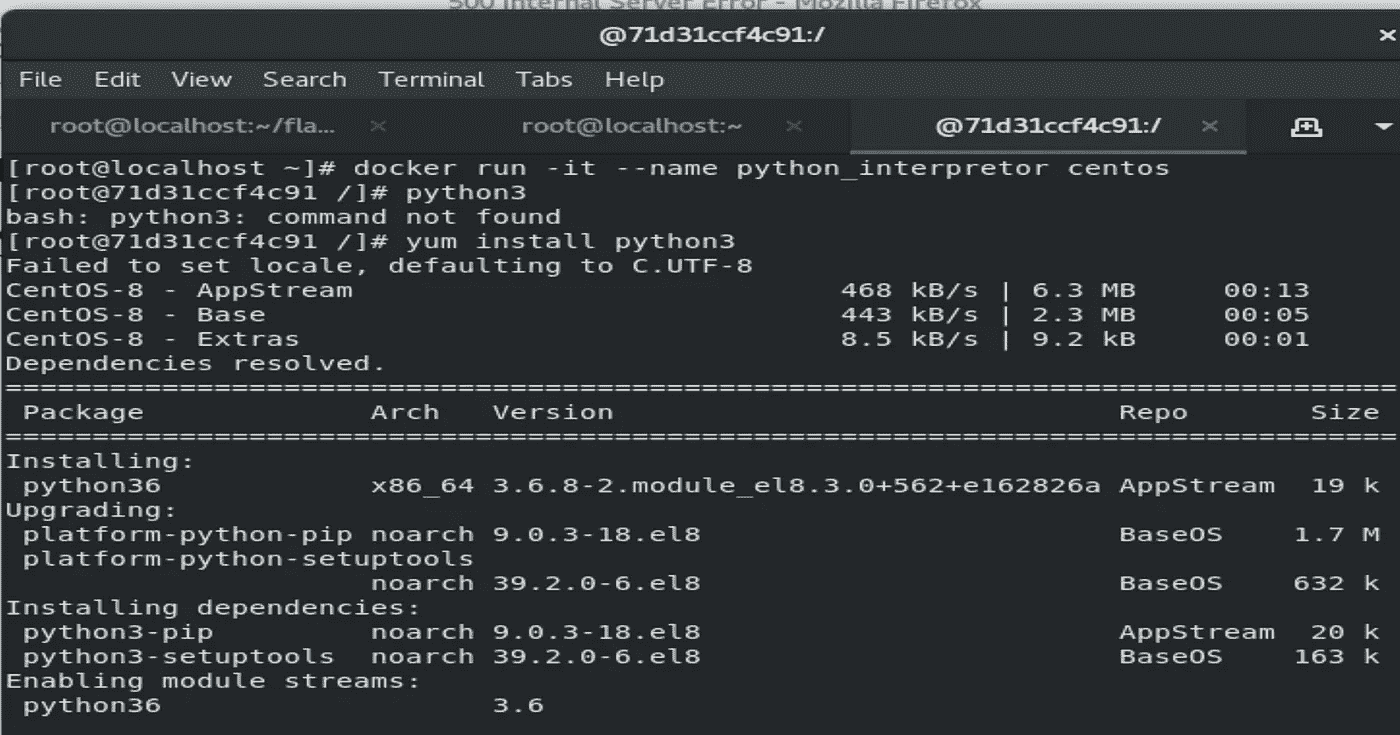 500 Internal Server Error - Mozilla Firefox
@71d31ccf4c91:/ ×
File Edit View Search Terminal Tabs Help
root@localhost:~/fla... × root@localhost:~ × @71d31ccf4c91:/ ×
[root@localhost ~]# docker run -it --name python_interpretor centos
[root@71d31ccf4c91 /]# python3
bash: python3: command not found
[root@71d31ccf4c91 /]# yum install python3
Failed to set locale, defaulting to C.UTF-8
CentOS-8 - AppStream 468 kB/s | 6.3 MB 00:13
CentOS-8 - Base 443 kB/s | 2.3 MB 00:05
CentOS-8 - Extras 8.5 kB/s | 9.2 kB 00:01
Dependencies resolved.
================================================================================
Package Arch Version Repo Size
================================================================================
Installing:
python36 x86_64 3.6.8-2.module_el8.3.0+562+e162826a AppStream 19 k
Upgrading:
platform-python-pip noarch 9.0.3-18.el8 BaseOS 1.7 M
platform-python-setuptools
noarch 39.2.0-6.el8 BaseOS 632 k
Installing dependencies:
python3-pip noarch 9.0.3-18.el8 AppStream 20 k
python3-setuptools noarch 39.2.0-6.el8 BaseOS 163 k
Enabling module streams:
python36 3.6